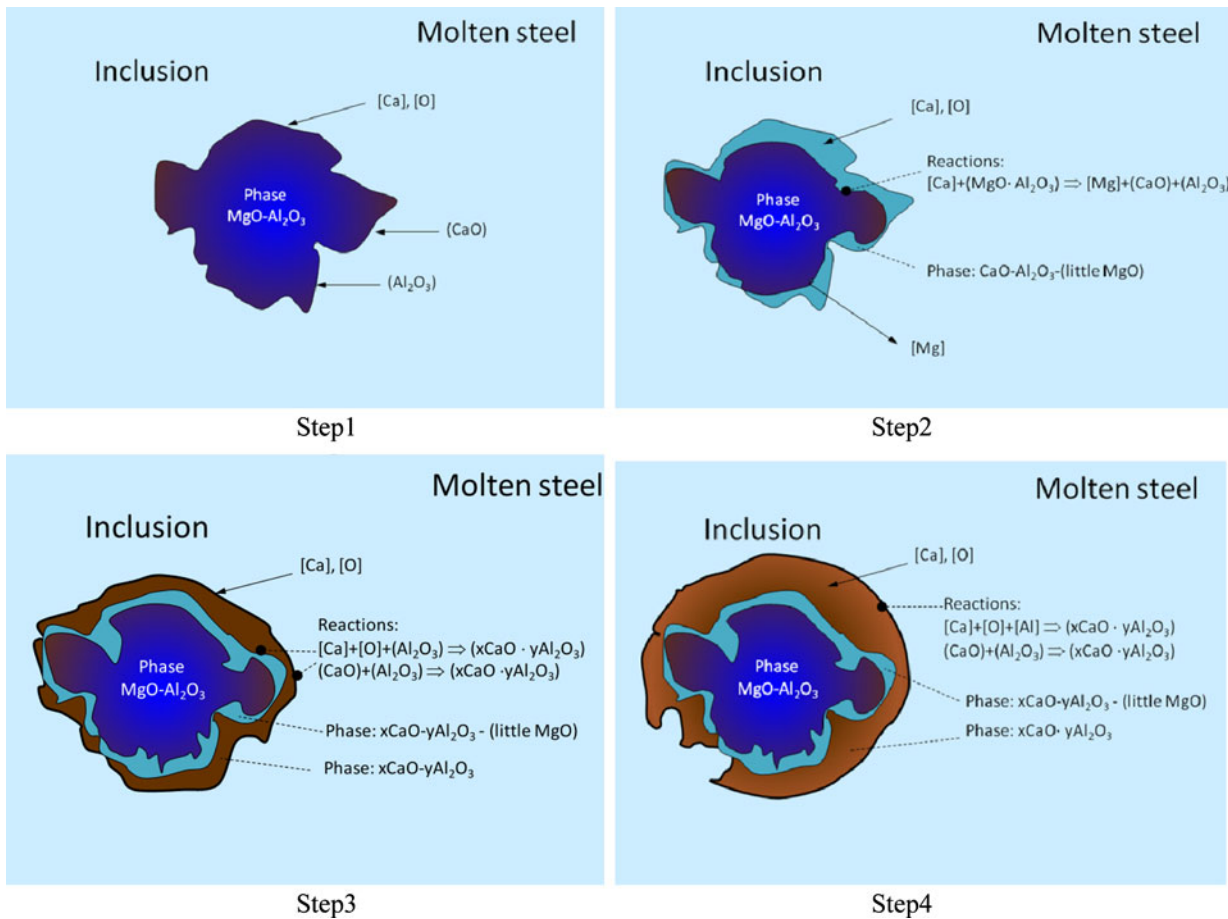 Molten steel
Inclusion
[Ca], [O]
Phase
MgO-Al₂O₃
(CaO)
(Al₂O₃)
Step1
Molten steel
Inclusion
[Ca], [O]
Reactions:
[Ca]+(MgO· Al₂O₃) ⇒ [Mg]+(CaO)+(Al₂O₃)
Phase
MgO-Al₂O₃
Phase: CaO-Al₂O₃-(little MgO)
[Mg]
Step2
Molten steel
Inclusion
[Ca], [O]
Reactions:
[Ca]+[O]+(Al₂O₃) ⇒ (xCaO · yAl₂O₃)
(CaO)+(Al₂O₃) ⇒ (xCaO ·yAl₂O₃)
Phase
MgO-Al₂O₃
Phase: xCaO-yAl₂O₃ - (little MgO)
Phase: xCaO-yAl₂O₃
Step3
Molten steel
Inclusion
[Ca], [O]
Reactions:
[Ca]+[O]+[Al] ⇒ (xCaO · yAl₂O₃)
(CaO)+(Al₂O₃) ⇒ (xCaO ·yAl₂O₃)
Phase
MgO-Al₂O₃
Phase: xCaO-yAl₂O₃ - (little MgO)
Phase: xCaO· yAl₂O₃
Step4